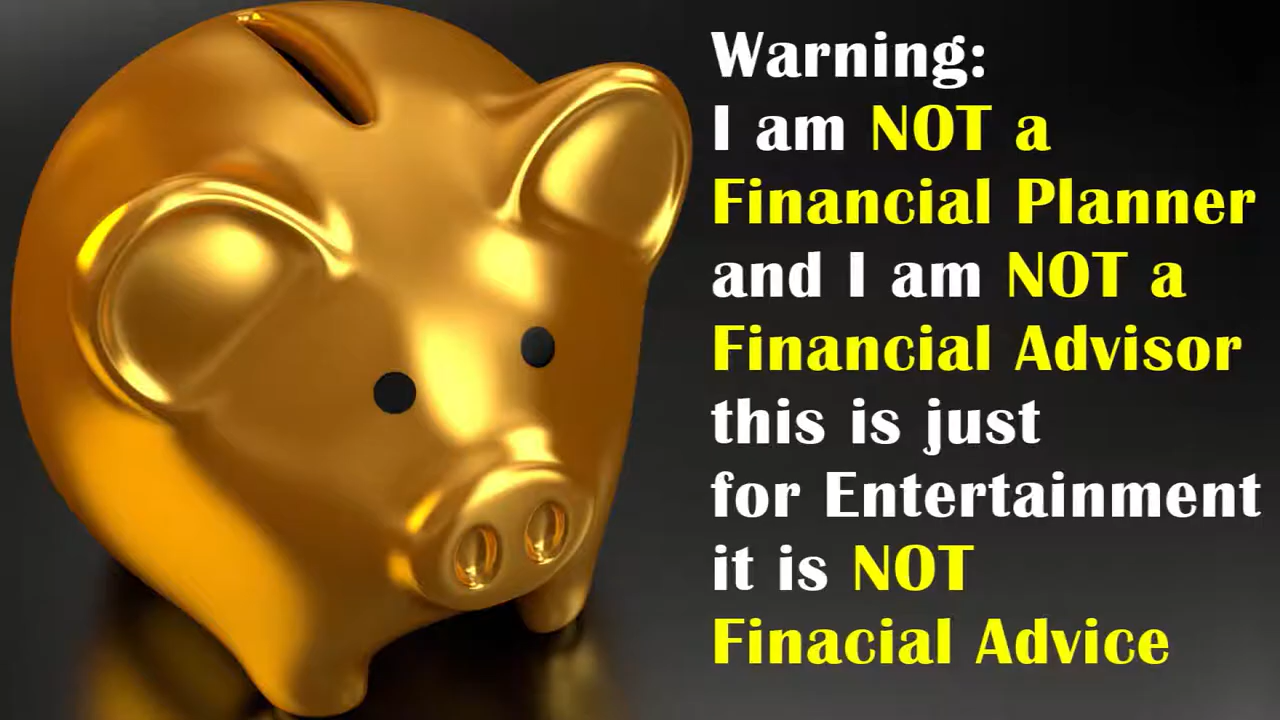 Warning:
I am NOT a
Financial Planner
and I am NOT a
Financial Advisor
this is just
for Entertainment
it is NOT
Finacial Advice